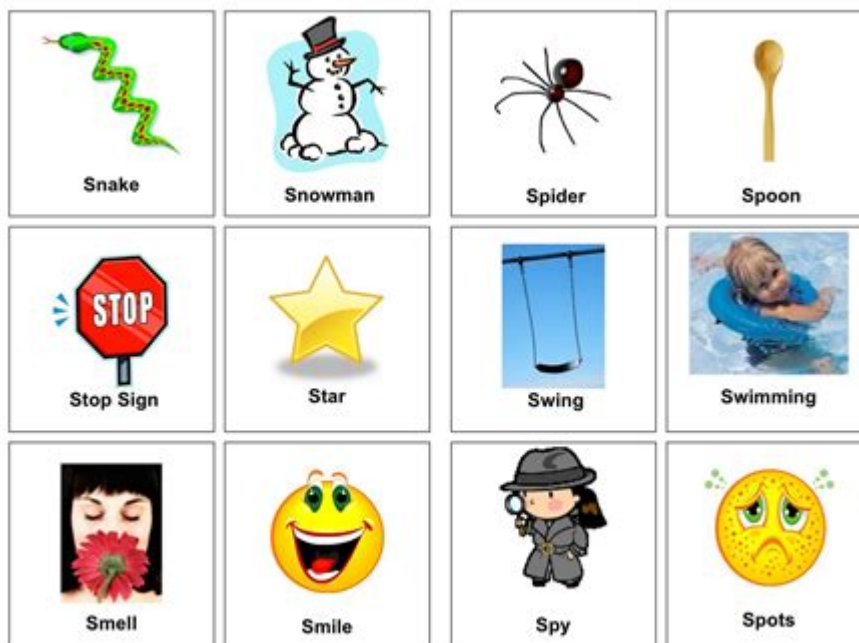 Snake
Snowman
Spider
Spoon
STOP
Stop Sign
Star
Swing
Swimming
Smell
Smile
Spy
Spots